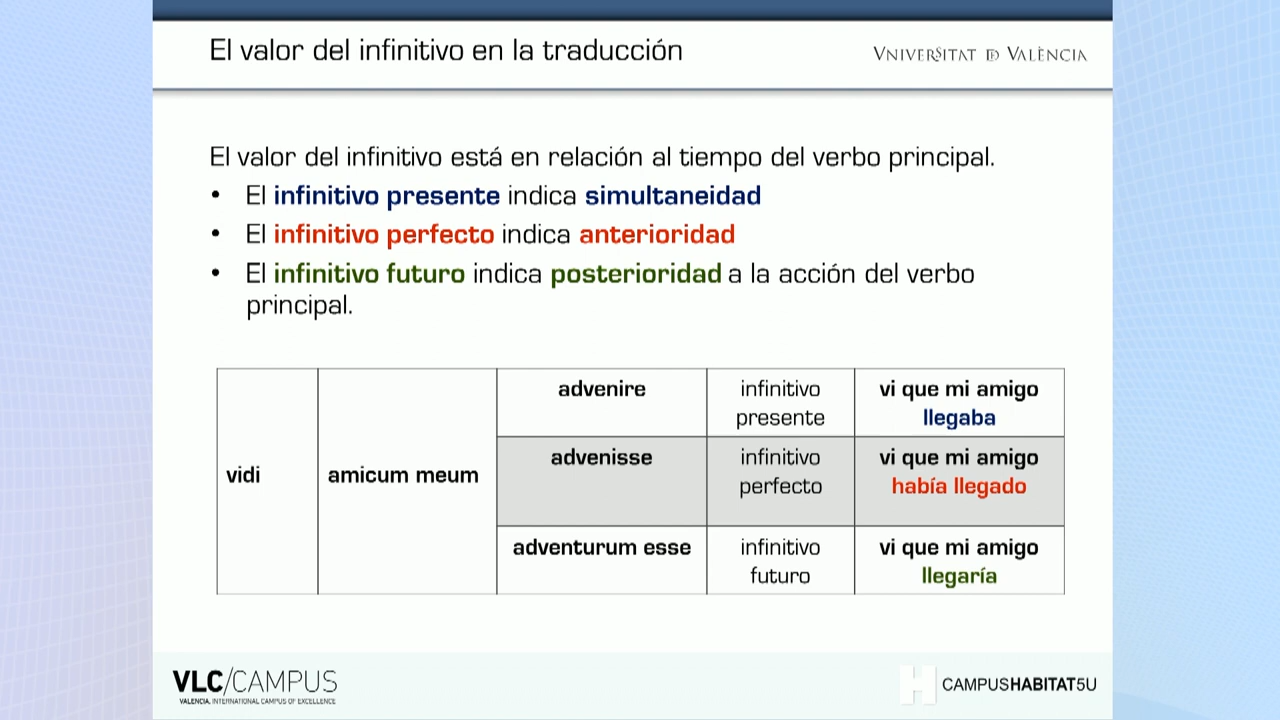 El valor del infinitivo en la traducción
VNIVERSITAT DE VALÈNCIA
El valor del infinitivo está en relación al tiempo del verbo principal.
• El infinitivo presente indica simultaneidad
• El infinitivo perfecto indica anterioridad
• El infinitivo futuro indica posterioridad a la acción del verbo
principal.
vidi
amicum meum
advenire
infinitivo
presente
vi que mi amigo
llegaba
advenisse
infinitivo
perfecto
vi que mi amigo
había llegado
adventurum esse
infinitivo
futuro
vi que mi amigo
llegaría
VLC/CAMPUS
VALENCIA, INTERNATIONAL CAMPUS OF EXCELLENCE
H CAMPUSHABITAT5U